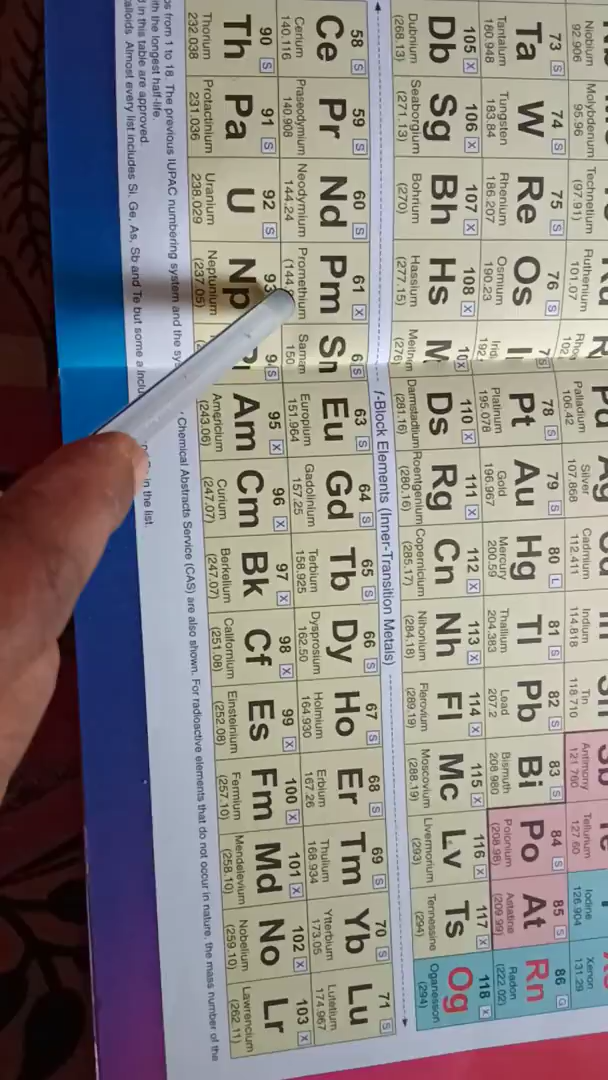 Niobium Molybdenum Technetium Ruthenium Palladium Silver Cadmium Indium Tin Antimony Tellurium Iodine Xenon
92.906 95.96 (97.91) 101.07 106.42 107.868 112.411 114.818 118.710 121.760 127.60 126.904 131.29
73 S 74 S 75 S 76 S 78 S 79 S 80 L 81 S 82 S 83 S 84 S 85 S 86 G
Ta W Re Os Pt Au Hg Tl Pb Bi Po At Rn
Tantalum Tungsten Rhenium Osmium Platinum Gold Mercury Thallium Lead Bismuth Polonium Astatine Radon
180.948 183.84 186.207 190.23 195.078 196.967 200.59 204.383 207.2 208.980 (208.98) (209.99) (222.02)
105 X 106 X 107 X 108 X 110 X 111 X 112 X 113 X 114 X 115 X 116 X 117 X 118 X
Db Sg Bh Hs M Ds Rg Cn Nh Fl Mc Lv Ts Og
Dubnium Seaborgium Bohrium Hassium Darmstadtium Roentgenium Copernicium Nihonium Flerovium Moscovium Livermorium Tennessine Oganesson
(268.13) (271.13) (270) (277.15) (281.16) (280.16) (285.17) (284.18) (289.19) (288.19) (293) (294) (294)
f-Block Elements (Inner-Transition Metals)
58 S 59 S 60 S 61 X 63 S 64 S 65 S 66 S 67 S 68 S 69 S 70 S 71 S
Ce Pr Nd Pm Eu Gd Tb Dy Ho Er Tm Yb Lu
Cerium Praseodymium Neodymium Promethium Europium Gadolinium Terbium Dysprosium Holmium Erbium Thulium Ytterbium Lutetium
140.116 140.908 144.24 (144. 150 151.964 157.25 158.925 162.50 164.930 167.26 168.934 173.05 174.967
90 S 91 S 92 S 93 95 X 96 X 97 X 98 X 99 X 100 X 101 X 102 X 103 X
Th Pa U Np Am Cm Bk Cf Es Fm Md No Lr
Thorium Protactinium Uranium Neptunium Americium Curium Berkelium Californium Einsteinium Fermium Mendelevium Nobelium Lawrencium
232.038 231.036 238.029 (237.05) (243.06) (247.07) (247.07) (251.08) (252.08) (257.10) (258.10) (259.10) (262.11)
from 1 to 18. The previous IUPAC numbering system and the Chemical Abstracts Service (CAS) are also shown. For radioactive elements that do not occur in nature, the mass number of the
the longest half-life.
in this table are approved.
Almost every list includes Si, Ge, As, Sb and Te but some in the list.